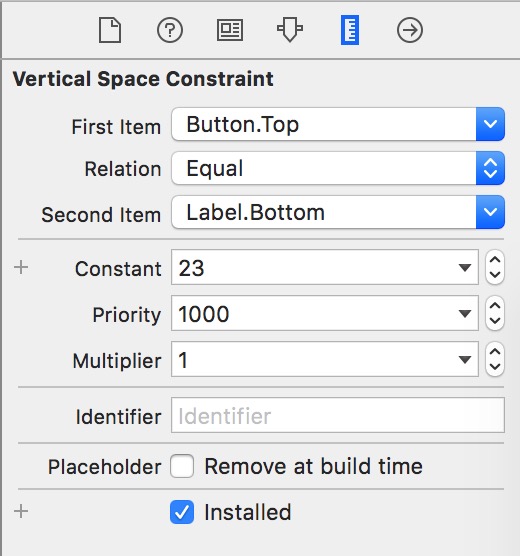 Vertical Space Constraint
First Item Button.Top
Relation Equal
Second Item Label.Bottom
Constant 23
Priority 1000
Multiplier 1
Identifier Identifier
Placeholder Remove at build time
Installed